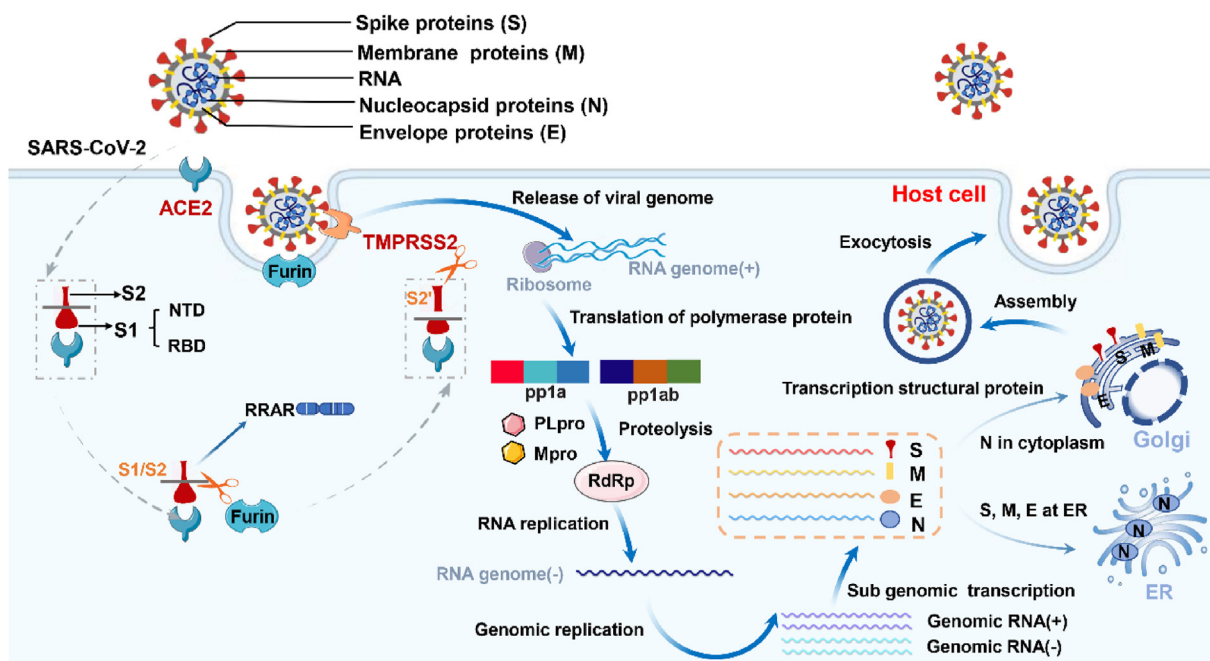 Spike proteins (S)
Membrane proteins (M)
RNA
Nucleocapsid proteins (N)
Envelope proteins (E)
SARS-CoV-2
ACE2
TMPRSS2
Furin
Host cell
Release of viral genome
Ribosome
RNA genome(+)
Exocytosis
Assembly
S2
S1
NTD
RBD
S2'
Translation of polymerase protein
pp1a
pp1ab
PLpro
Mpro
Proteolysis
RdRp
RRAR
S1/S2
Furin
RNA replication
RNA genome(-)
Genomic replication
Sub genomic transcription
Genomic RNA(+)
Genomic RNA(-)
S
M
E
N
Transcription structural protein
N in cytoplasm
S, M, E at ER
S
M
E
Golgi
N
N
N
ER